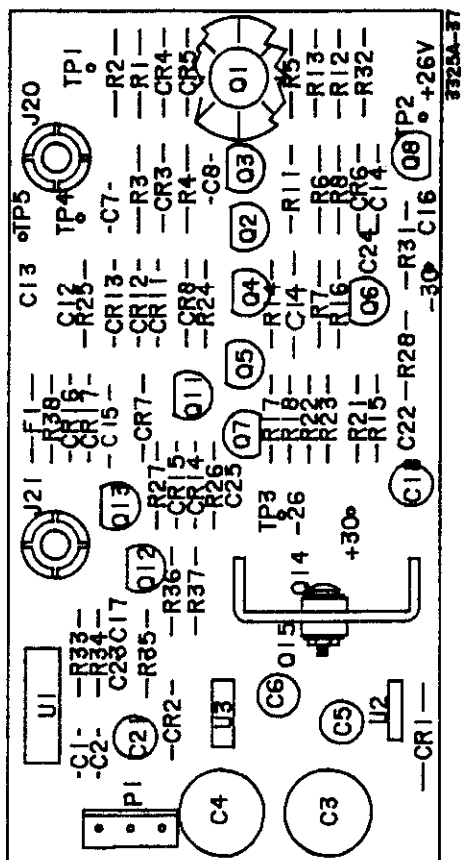 3325A-37
TP1
R2
R1
CR4
CR5
Q1
R5
R13
R12
R32
+26V
TP2
J20
TP5
TP4
C7
R3
CR3
R4
C8
Q3
R11
R6
R8
CR6
C14
Q8
Q2
C24
R31
C16
-30
C13
C12
R25
CR13
CR12
CR11
CR8
R24
Q4
R14
C14
R7
R16
Q6
Q5
R28
F1
R38
CR16
CR17
C15
CR7
Q11
Q7
R17
R18
R22
R23
R21
R15
C22
J21
Q13
R27
CR15
CR14
R26
C25
TP3
-26
+30
C1
Q12
R36
R37
Q14
Q15
R33
R34
C23
C17
R35
U1
C1
C2
C2
CR2
U3
C6
C5
U2
CR1
P1
C4
C3